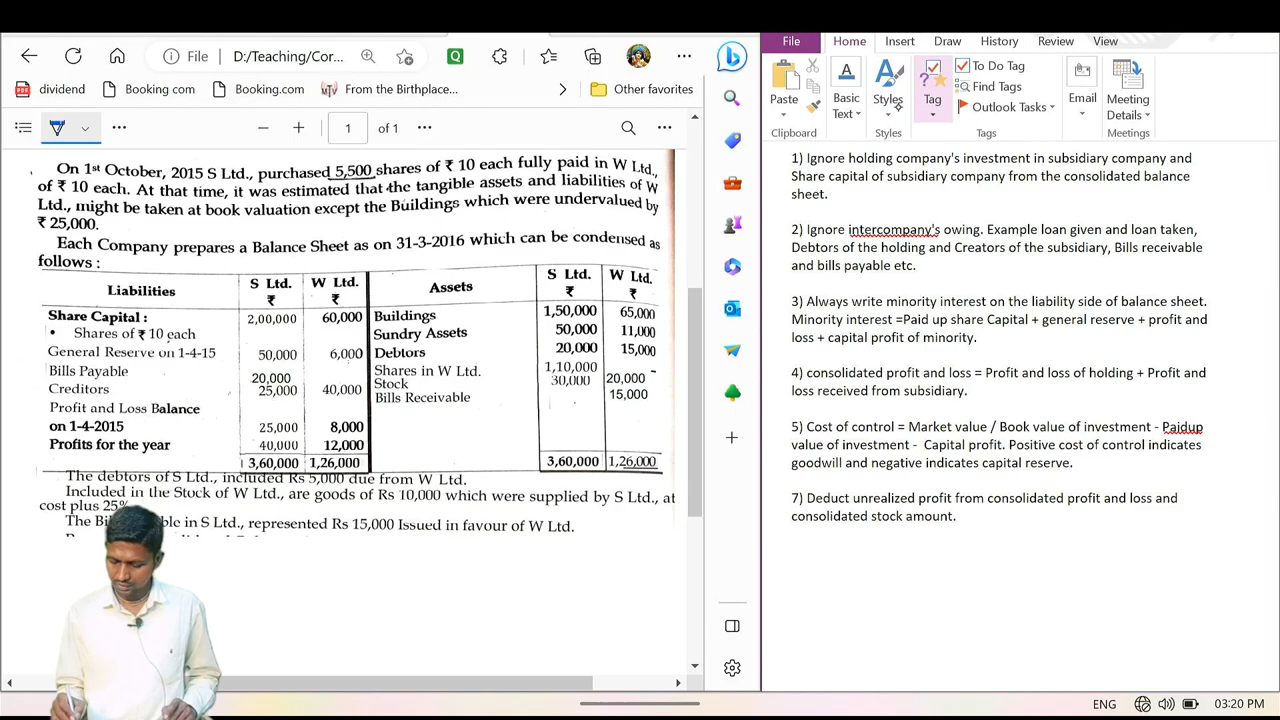 File D:/Teaching/Cor...
dividend Booking com Booking.com From the Birthplace... Other favorites
1 of 1
On 1st October, 2015 S Ltd., purchased 5,500 shares of ₹ 10 each fully paid in W Ltd.,
of ₹ 10 each. At that time, it was estimated that the tangible assets and liabilities of W
Ltd., might be taken at book valuation except the Buildings which were undervalued by
₹ 25,000.
Each Company prepares a Balance Sheet as on 31-3-2016 which can be condensed as
follows :
Liabilities S Ltd. ₹ W Ltd. ₹ Assets S Ltd. ₹ W Ltd. ₹
Share Capital : 2,00,000 60,000 Buildings 1,50,000 65,000
• Shares of ₹ 10 each Sundry Assets 50,000 11,000
General Reserve on 1-4-15 50,000 6,000 Debtors 20,000 15,000
Bills Payable 20,000 Shares in W Ltd. 1,10,000
Creditors 25,000 40,000 Stock 30,000 20,000
Profit and Loss Balance Bills Receivable 15,000
on 1-4-2015 25,000 8,000
Profits for the year 40,000 12,000
3,60,000 1,26,000 3,60,000 1,26,000
The debtors of S Ltd., included Rs 5,000 due from W Ltd.
Included in the Stock of W Ltd., are goods of Rs 10,000 which were supplied by S Ltd., at
cost plus 25%
The Bi ble in S Ltd., represented Rs 15,000 Issued in favour of W Ltd.
File Home Insert Draw History Review View
Paste
Clipboard
Basic Text
Styles
Styles
Tag
To Do Tag
Find Tags
Outlook Tasks
Tags
Email
Meeting Details
Meetings
1) Ignore holding company's investment in subsidiary company and
Share capital of subsidiary company from the consolidated balance
sheet.
2) Ignore intercompany's owing. Example loan given and loan taken,
Debtors of the holding and Creators of the subsidiary, Bills receivable
and bills payable etc.
3) Always write minority interest on the liability side of balance sheet.
Minority interest =Paid up share Capital + general reserve + profit and
loss + capital profit of minority.
4) consolidated profit and loss = Profit and loss of holding + Profit and
loss received from subsidiary.
5) Cost of control = Market value / Book value of investment - Paidup
value of investment - Capital profit. Positive cost of control indicates
goodwill and negative indicates capital reserve.
7) Deduct unrealized profit from consolidated profit and loss and
consolidated stock amount.
ENG 03:20 PM